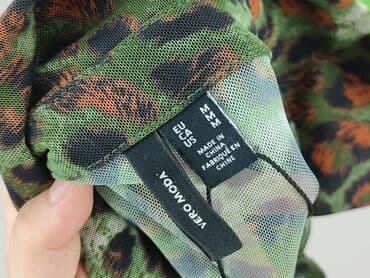 EU M
CA M
US M
MADE IN
CHINA
FABRIQUÉ EN
CHINE
VERO MODA